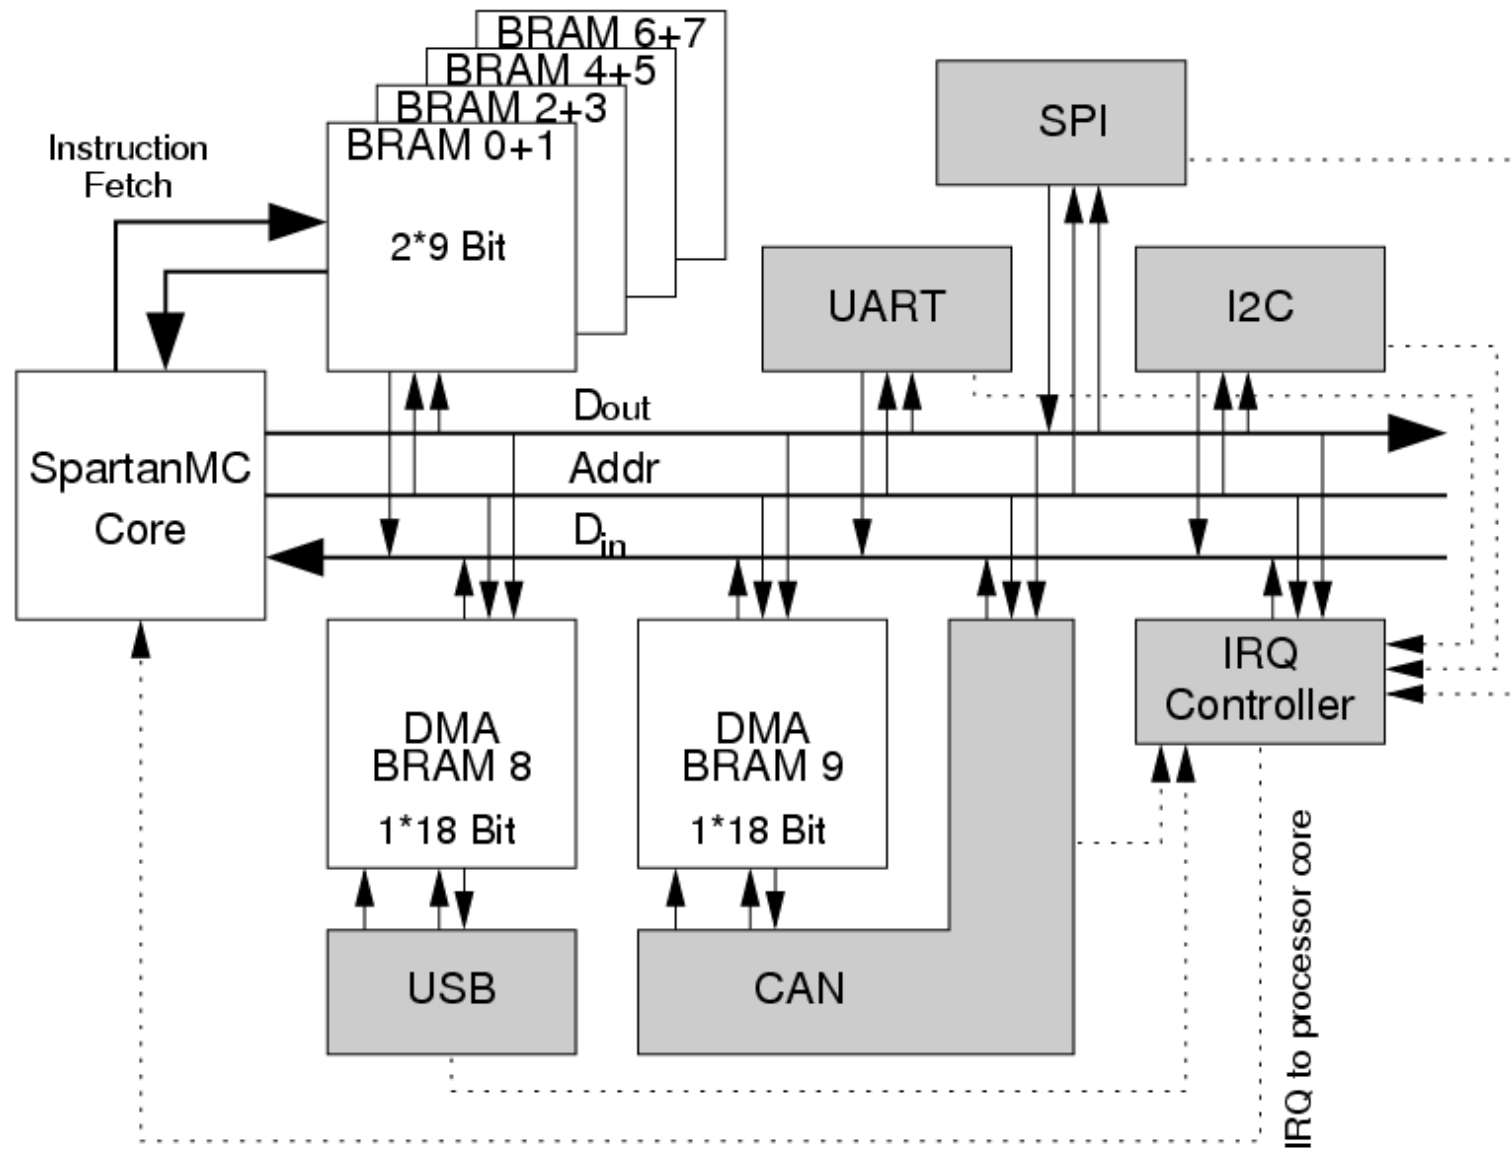 BRAM 6+7
BRAM 4+5
BRAM 2+3
BRAM 0+1
2*9 Bit
Instruction
Fetch
SPI
UART
I2C
Dout
Addr
Din
SpartanMC
Core
DMA
BRAM 8
1*18 Bit
DMA
BRAM 9
1*18 Bit
IRQ
Controller
USB
CAN
IRQ to processor core